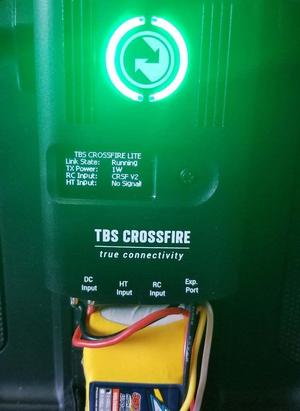 TBS CROSSFIRE LITE
Link State: Running
TX Power: 1W
RC Input: CRSF V2
HT Input: No Signal!
TBS CROSSFIRE
true connectivity
DC Input
HT Input
RC Input
Exp. Port